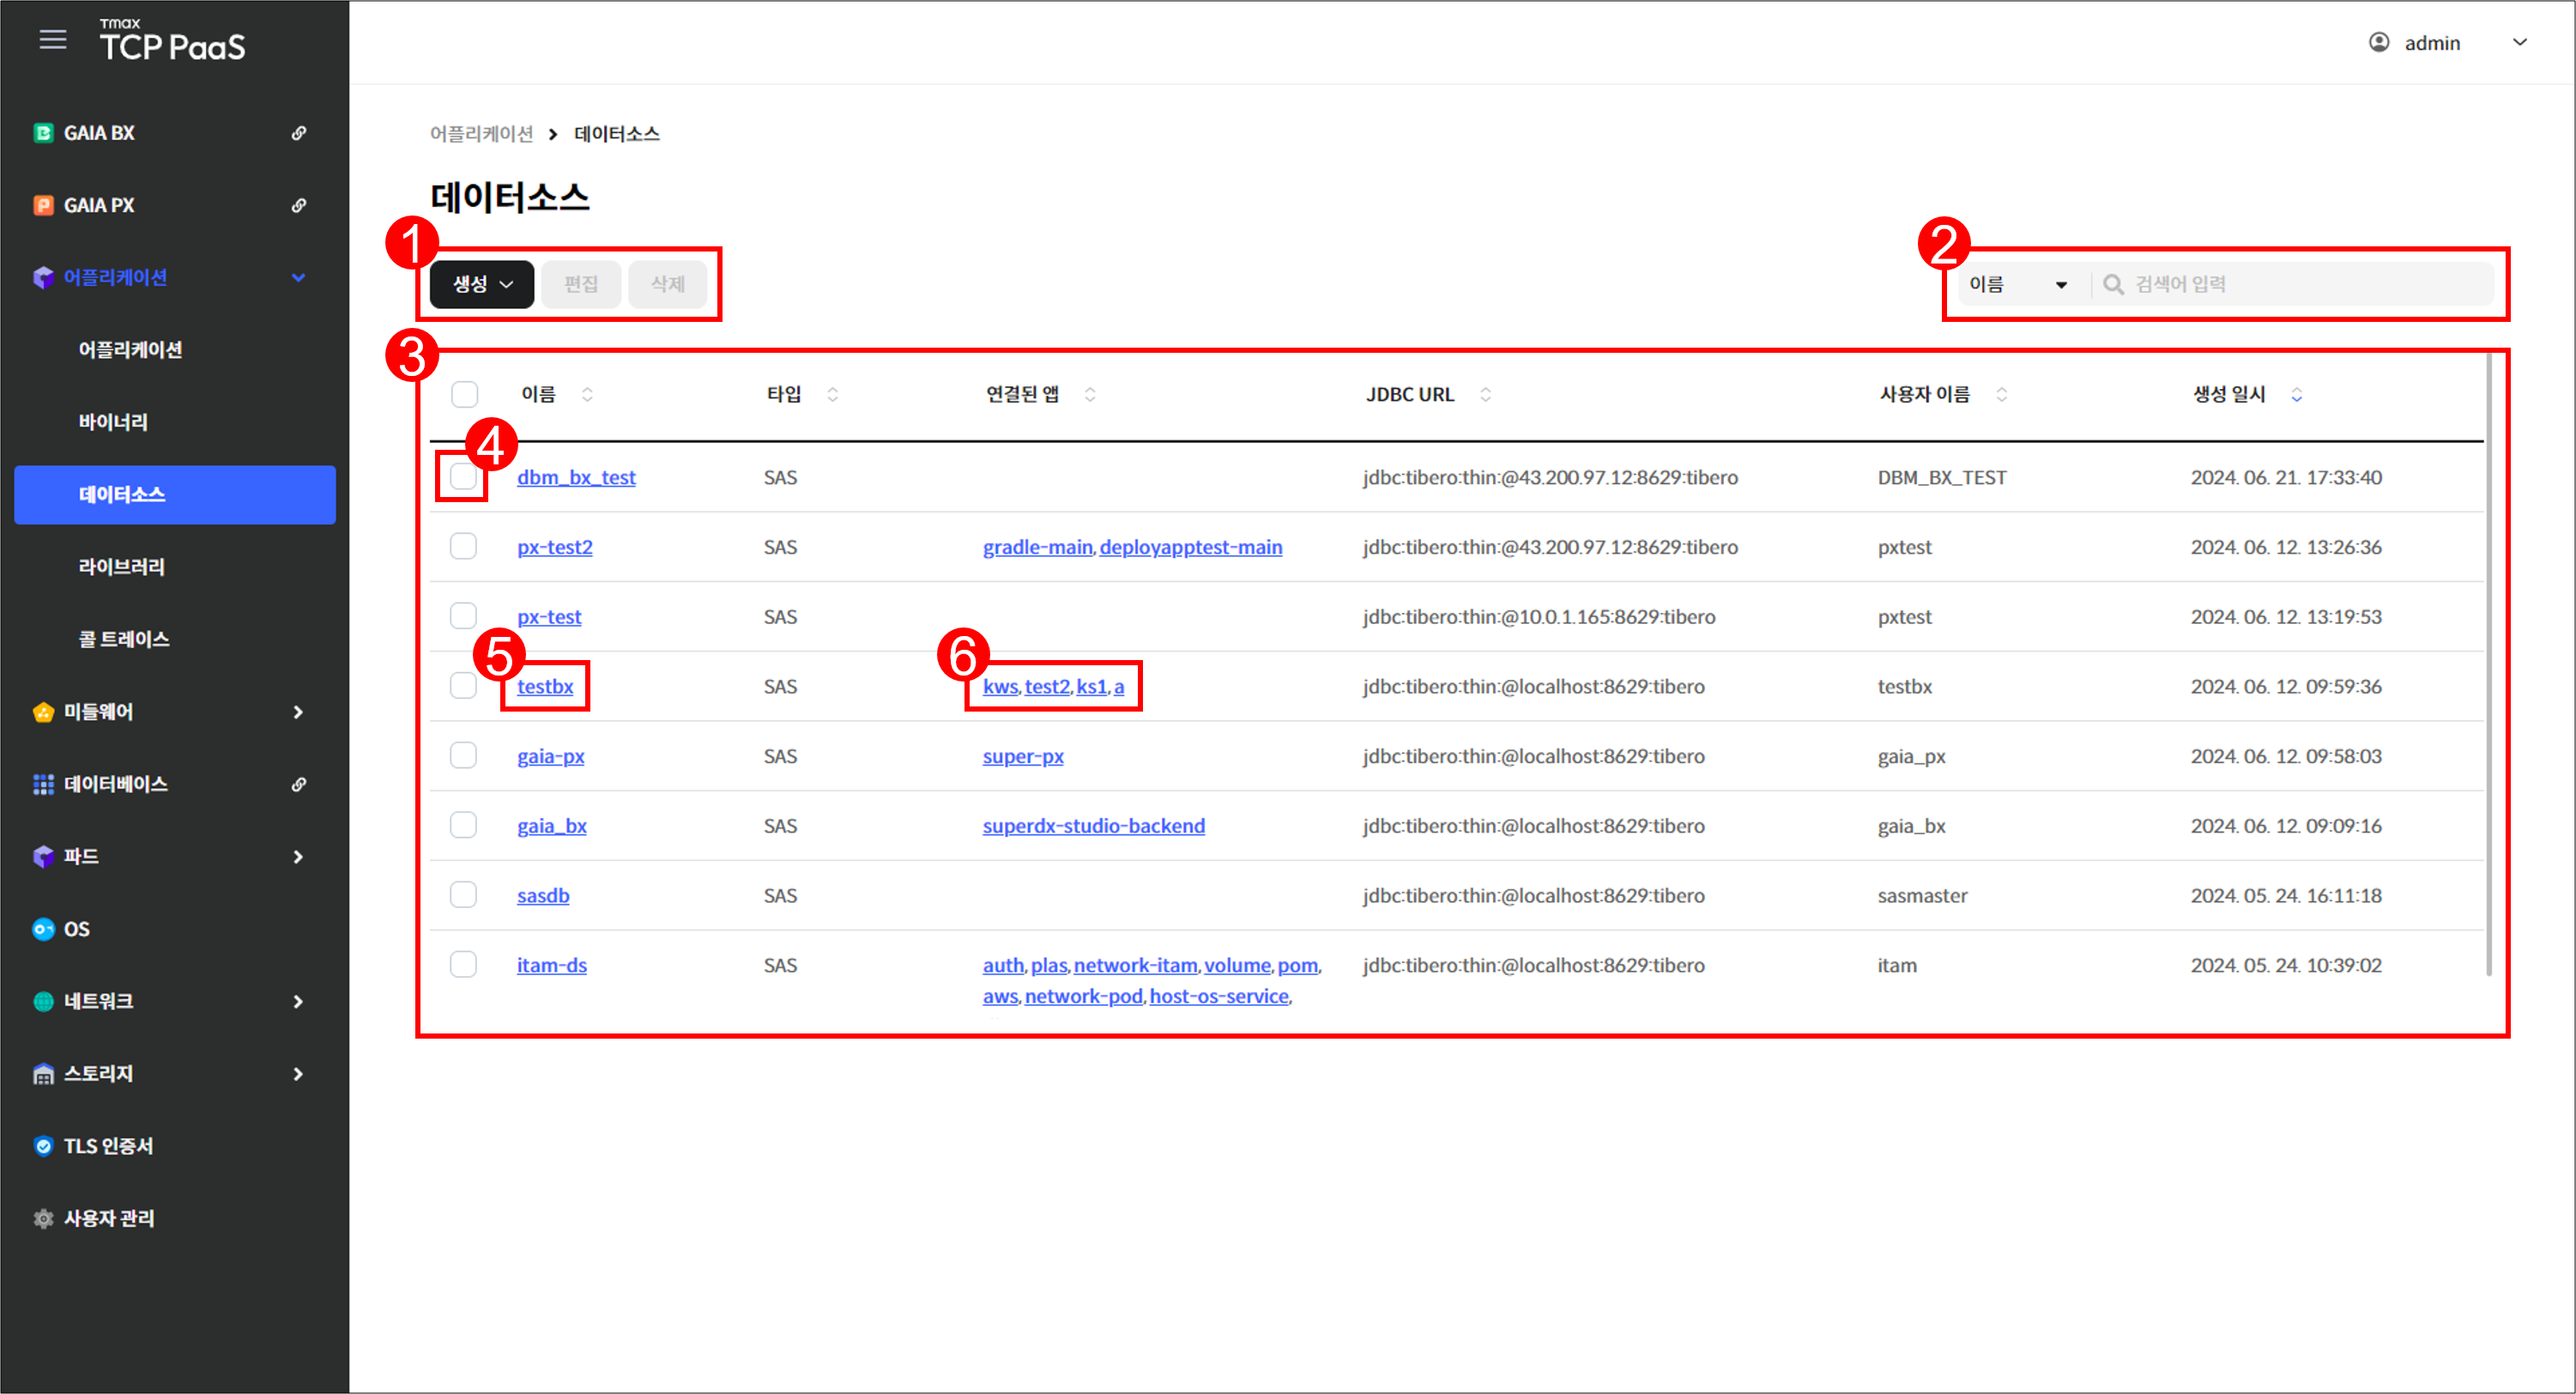 Tmax
TCP PaaS
admin
GAIA BX
GAIA PX
어플리케이션
어플리케이션
바이너리
데이터소스
라이브러리
콜 트레이스
미들웨어
데이터베이스
파드
OS
네트워크
스토리지
TLS 인증서
사용자 관리
어플리케이션 > 데이터소스
데이터소스
1
생성 편집 삭제
2
이름 검색어 입력
3
이름 타입 연결된 앱 JDBC URL 사용자 이름 생성 일시
4
dbm_bx_test SAS jdbc:tibero:thin:@43.200.97.12:8629:tibero DBM_BX_TEST 2024. 06. 21. 17:33:40
px-test2 SAS gradle-main, deployapptest-main jdbc:tibero:thin:@43.200.97.12:8629:tibero pxtest 2024. 06. 12. 13:26:36
px-test SAS jdbc:tibero:thin:@10.0.1.165:8629:tibero pxtest 2024. 06. 12. 13:19:53
5 6
testbx SAS kws, test2, ks1, a jdbc:tibero:thin:@localhost:8629:tibero testbx 2024. 06. 12. 09:59:36
gaia-px SAS super-px jdbc:tibero:thin:@localhost:8629:tibero gaia_px 2024. 06. 12. 09:58:03
gaia_bx SAS superdx-studio-backend jdbc:tibero:thin:@localhost:8629:tibero gaia_bx 2024. 06. 12. 09:09:16
sasdb SAS jdbc:tibero:thin:@localhost:8629:tibero sasmaster 2024. 05. 24. 16:11:18
itam-ds SAS auth, plas, network-itam, volume, pom, jdbc:tibero:thin:@localhost:8629:tibero itam 2024. 05. 24. 10:39:02
aws, network-pod, host-os-service,